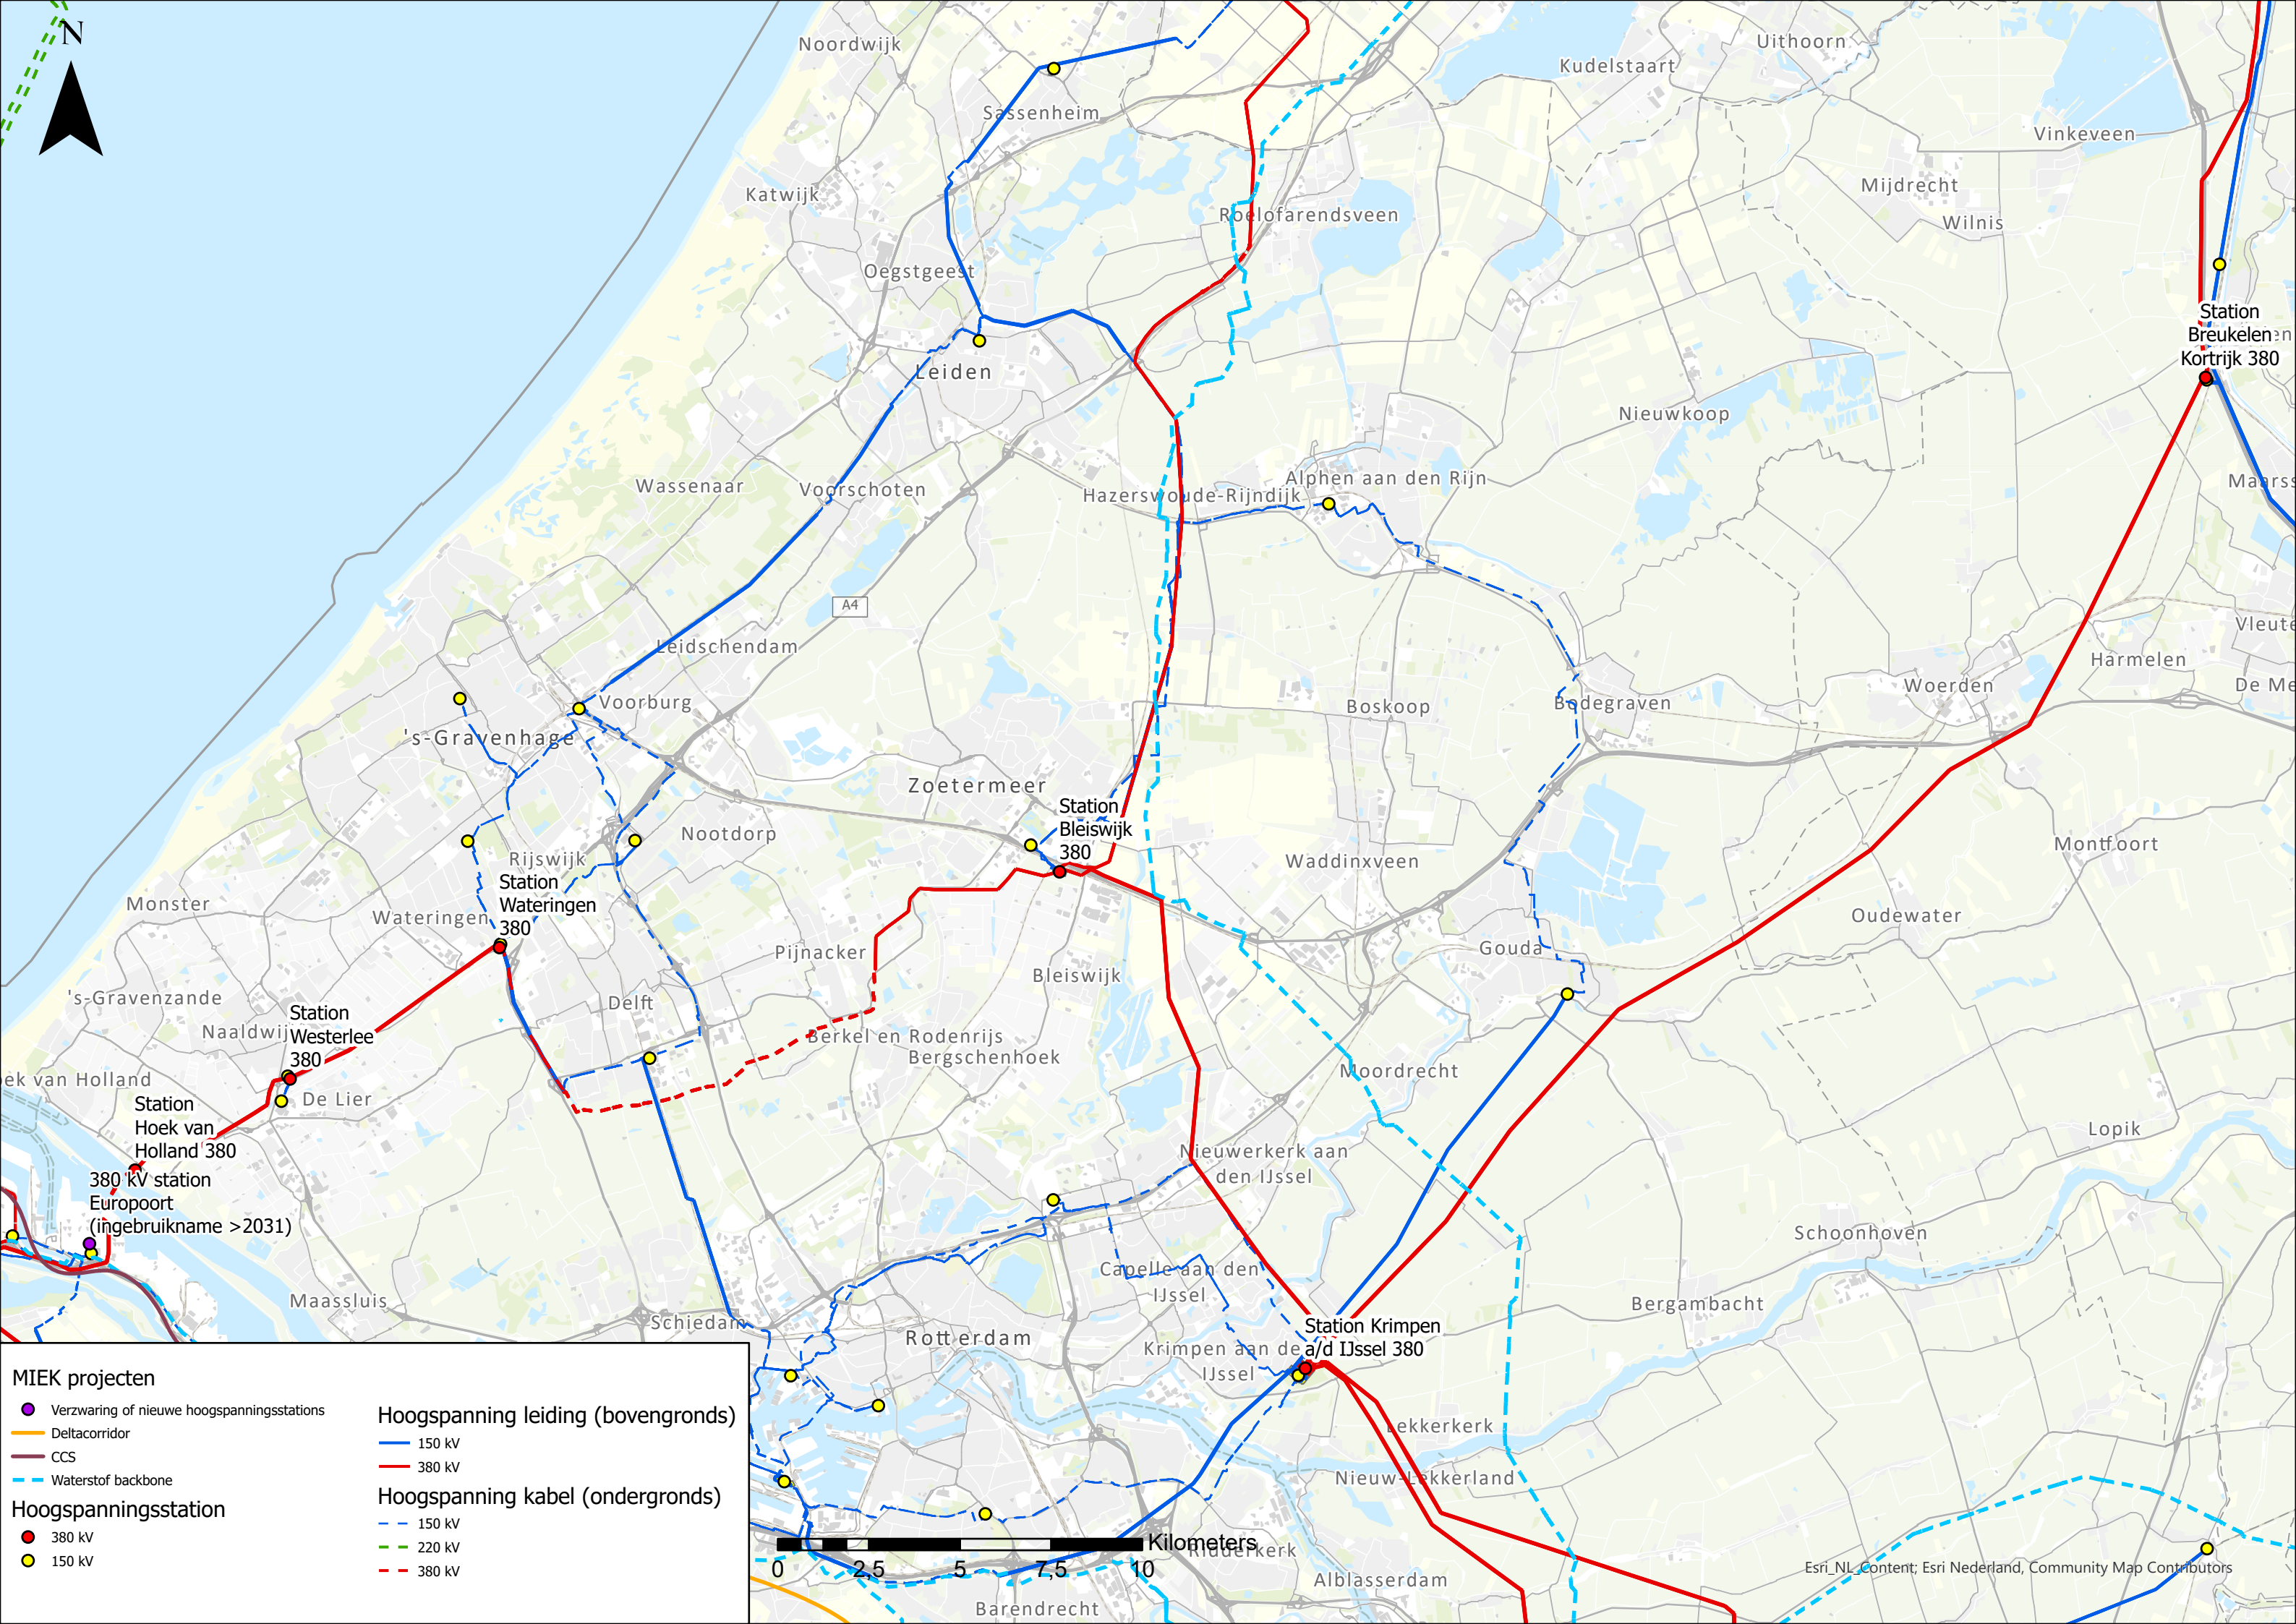 N
Noordwijk
Uithoorn
Kudelstaart
Sassenheim
Vinkeveen
Katwijk
Mijdrecht
Roelofarendsveen
Wilnis
Oegstgeest
Station
Breukelen
Kortrijk 380
Leiden
Nieuwkoop
Alphen aan den Rijn
Wassenaar
Voorschoten
Hazerswoude-Rijndijk
A4
Leidschendam
Harmelen
Voorburg
Woerden
Boskoop
Bodegraven
's-Gravenhage
Zoetermeer
Station
Bleiswijk
380
Nootdorp
Rijswijk
Waddinxveen
Montfoort
Station
Wateringen
380
Monster
Wateringen
Oudewater
Pijnacker
Gouda
Bleiswijk
's-Gravenzande
Delft
Station
Westerlee
380
Naaldwij
Berkel en Rodenrijs
Bergschenhoek
oek van Holland
Moordrecht
De Lier
Station
Hoek van
Holland 380
Lopik
Nieuwerkerk aan
den IJssel
380 kV station
Europoort
(ingebruikname >2031)
Schoonhoven
Capelle aan den
IJssel
Maassluis
Bergambacht
Schiedam
Rotterdam
Station Krimpen
a/d IJssel 380
Krimpen aan de
IJssel
Lekkerkerk
Nieuw-Lekkerland
Ridderkerk
Alblasserdam
Barendrecht
MIEK projecten
Verzwaring of nieuwe hoogspanningsstations
Deltacorridor
CCS
Waterstof backbone
Hoogspanningsstation
380 kV
150 kV
Hoogspanning leiding (bovengronds)
150 kV
380 kV
Hoogspanning kabel (ondergronds)
150 kV
220 kV
380 kV
Kilometers
0 2,5 5 7,5 10
Esri_NL_Content; Esri Nederland, Community Map Contributors